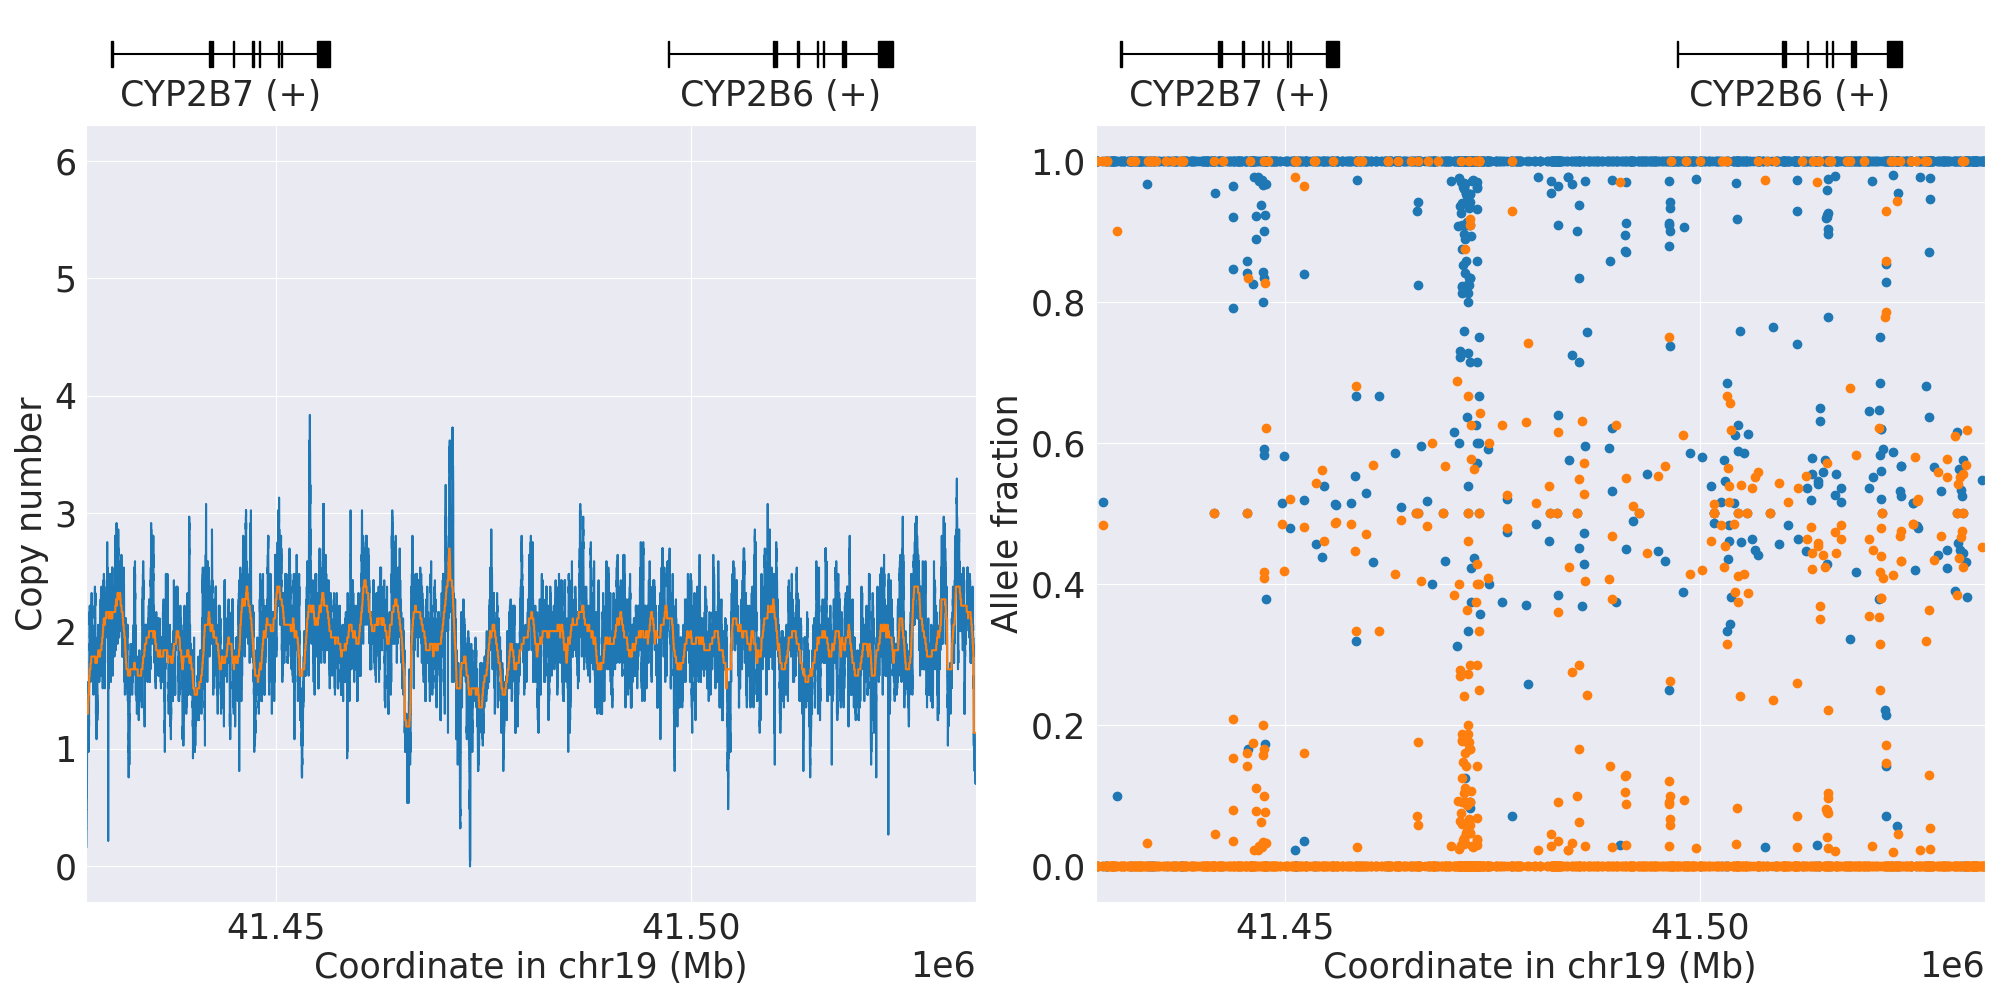 CYP2B7 (+)
CYP2B6 (+)
Copy number
6
5
4
3
2
1
0
41.45
41.50
Coordinate in chr19 (Mb)
1e6
CYP2B7 (+)
CYP2B6 (+)
Allele fraction
1.0
0.8
0.6
0.4
0.2
0.0
41.45
41.50
Coordinate in chr19 (Mb)
1e6